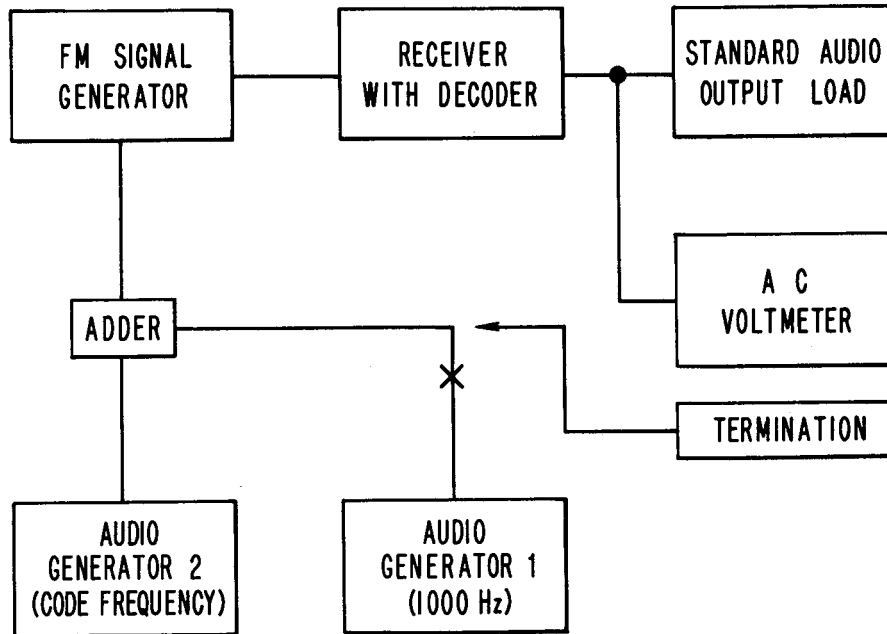 FM SIGNAL
GENERATOR
RECEIVER
WITH DECODER
STANDARD AUDIO
OUTPUT LOAD
A C
VOLTMETER
ADDER
TERMINATION
AUDIO
GENERATOR 2
(CODE FREQUENCY)
AUDIO
GENERATOR 1
(1000 Hz)